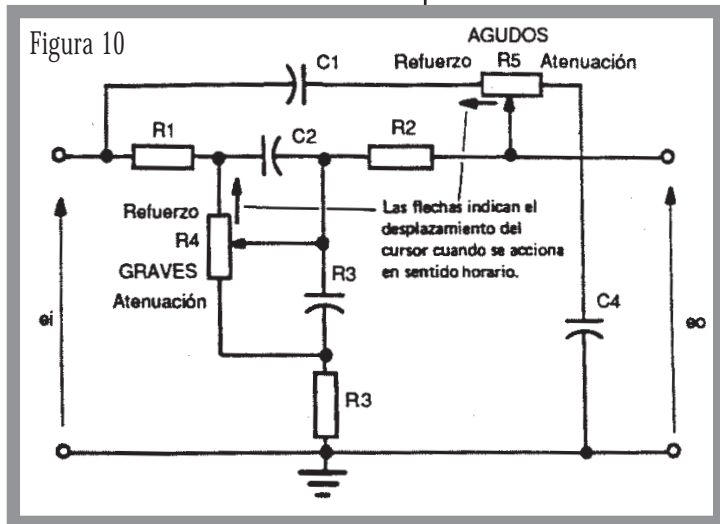 Figura 10
AGUDOS
C1
Refuerzo
R5
Atenuación
R1
C2
R2
Refuerzo
R4
GRAVES
Atenuación
Las flechas indican el
desplazamiento del
cursor cuando se acciona
en sentido horario.
R3
C4
ei
eo
R3